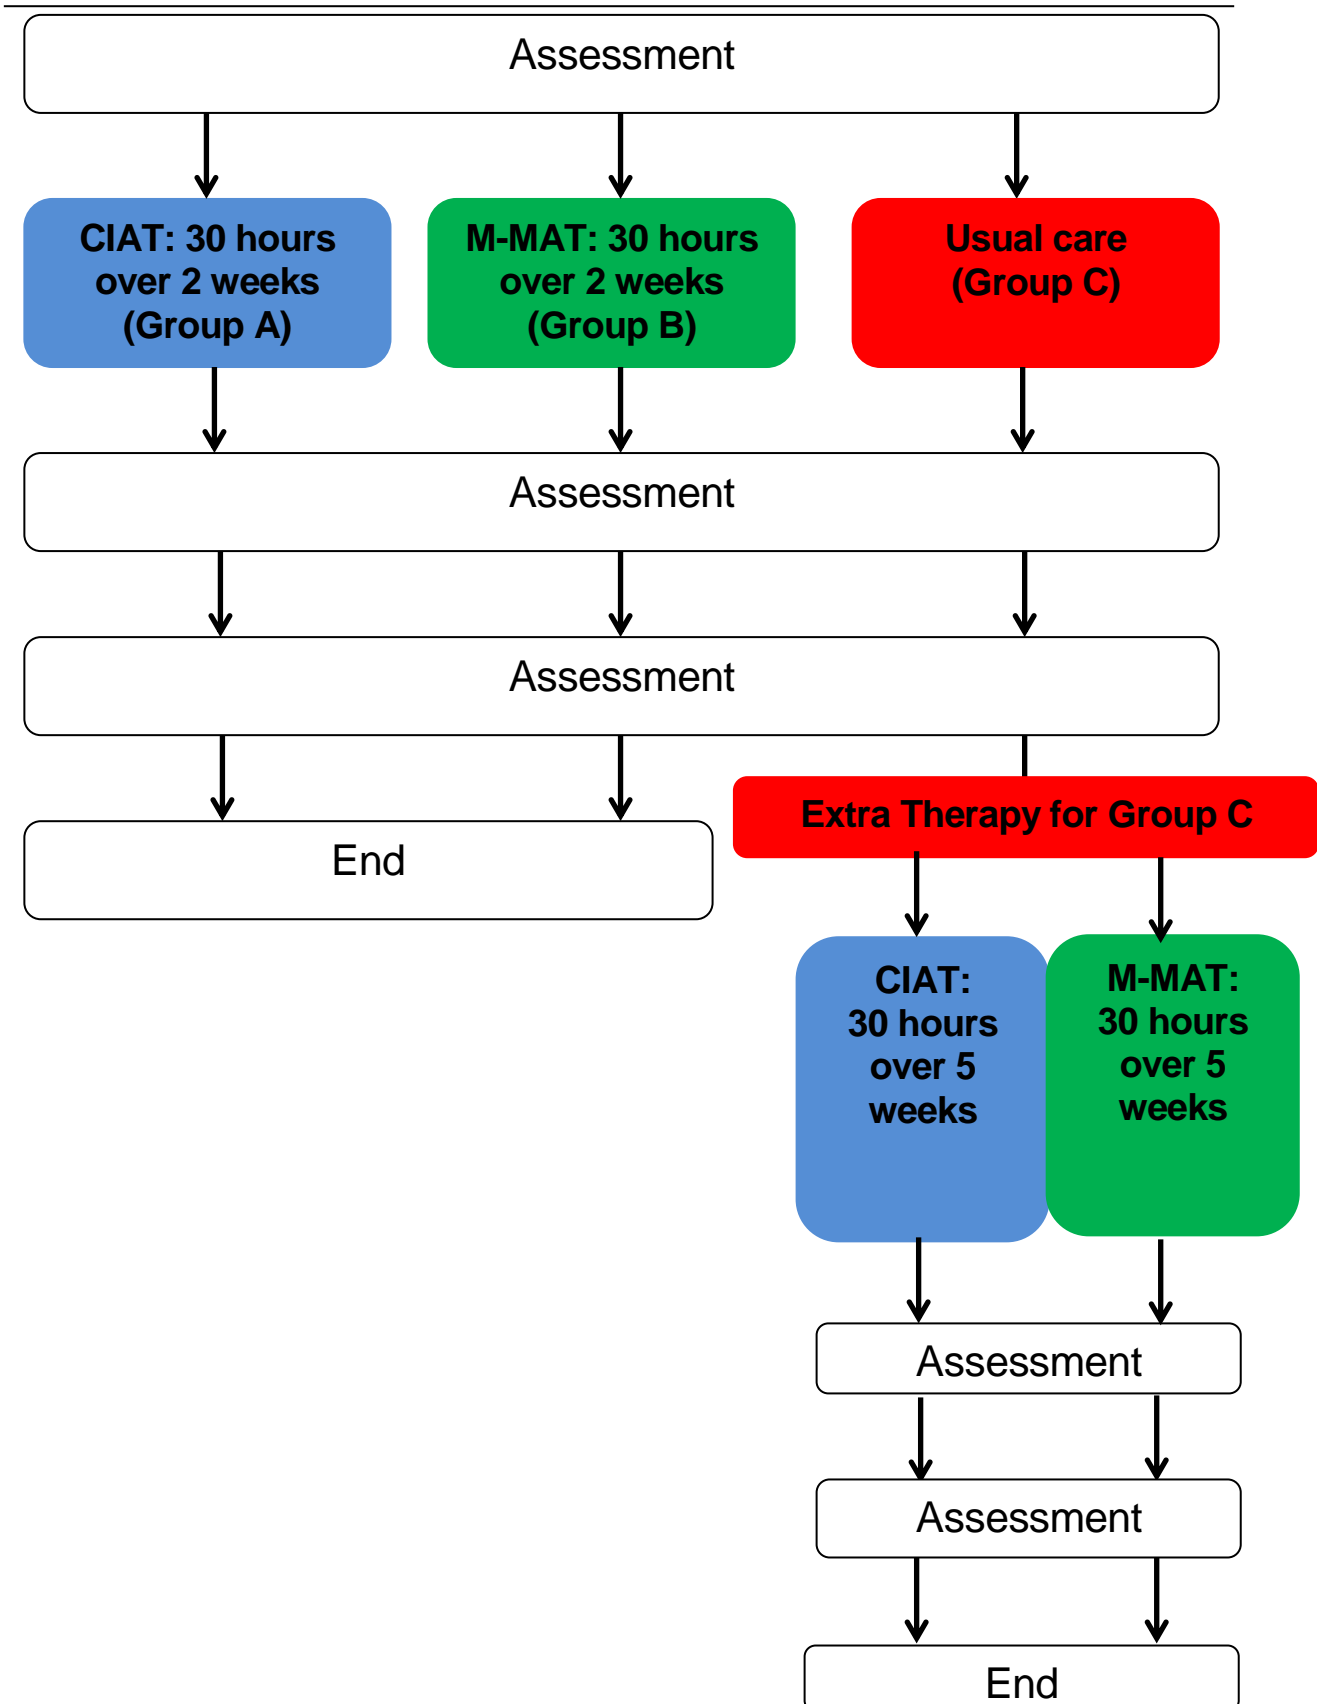 Assessment
CIAT: 30 hours
over 2 weeks
(Group A)
M-MAT: 30 hours
over 2 weeks
(Group B)
Usual care
(Group C)
Assessment
Assessment
End
Extra Therapy for Group C
CIAT:
30 hours
over 5
weeks
M-MAT:
30 hours
over 5
weeks
Assessment
Assessment
End